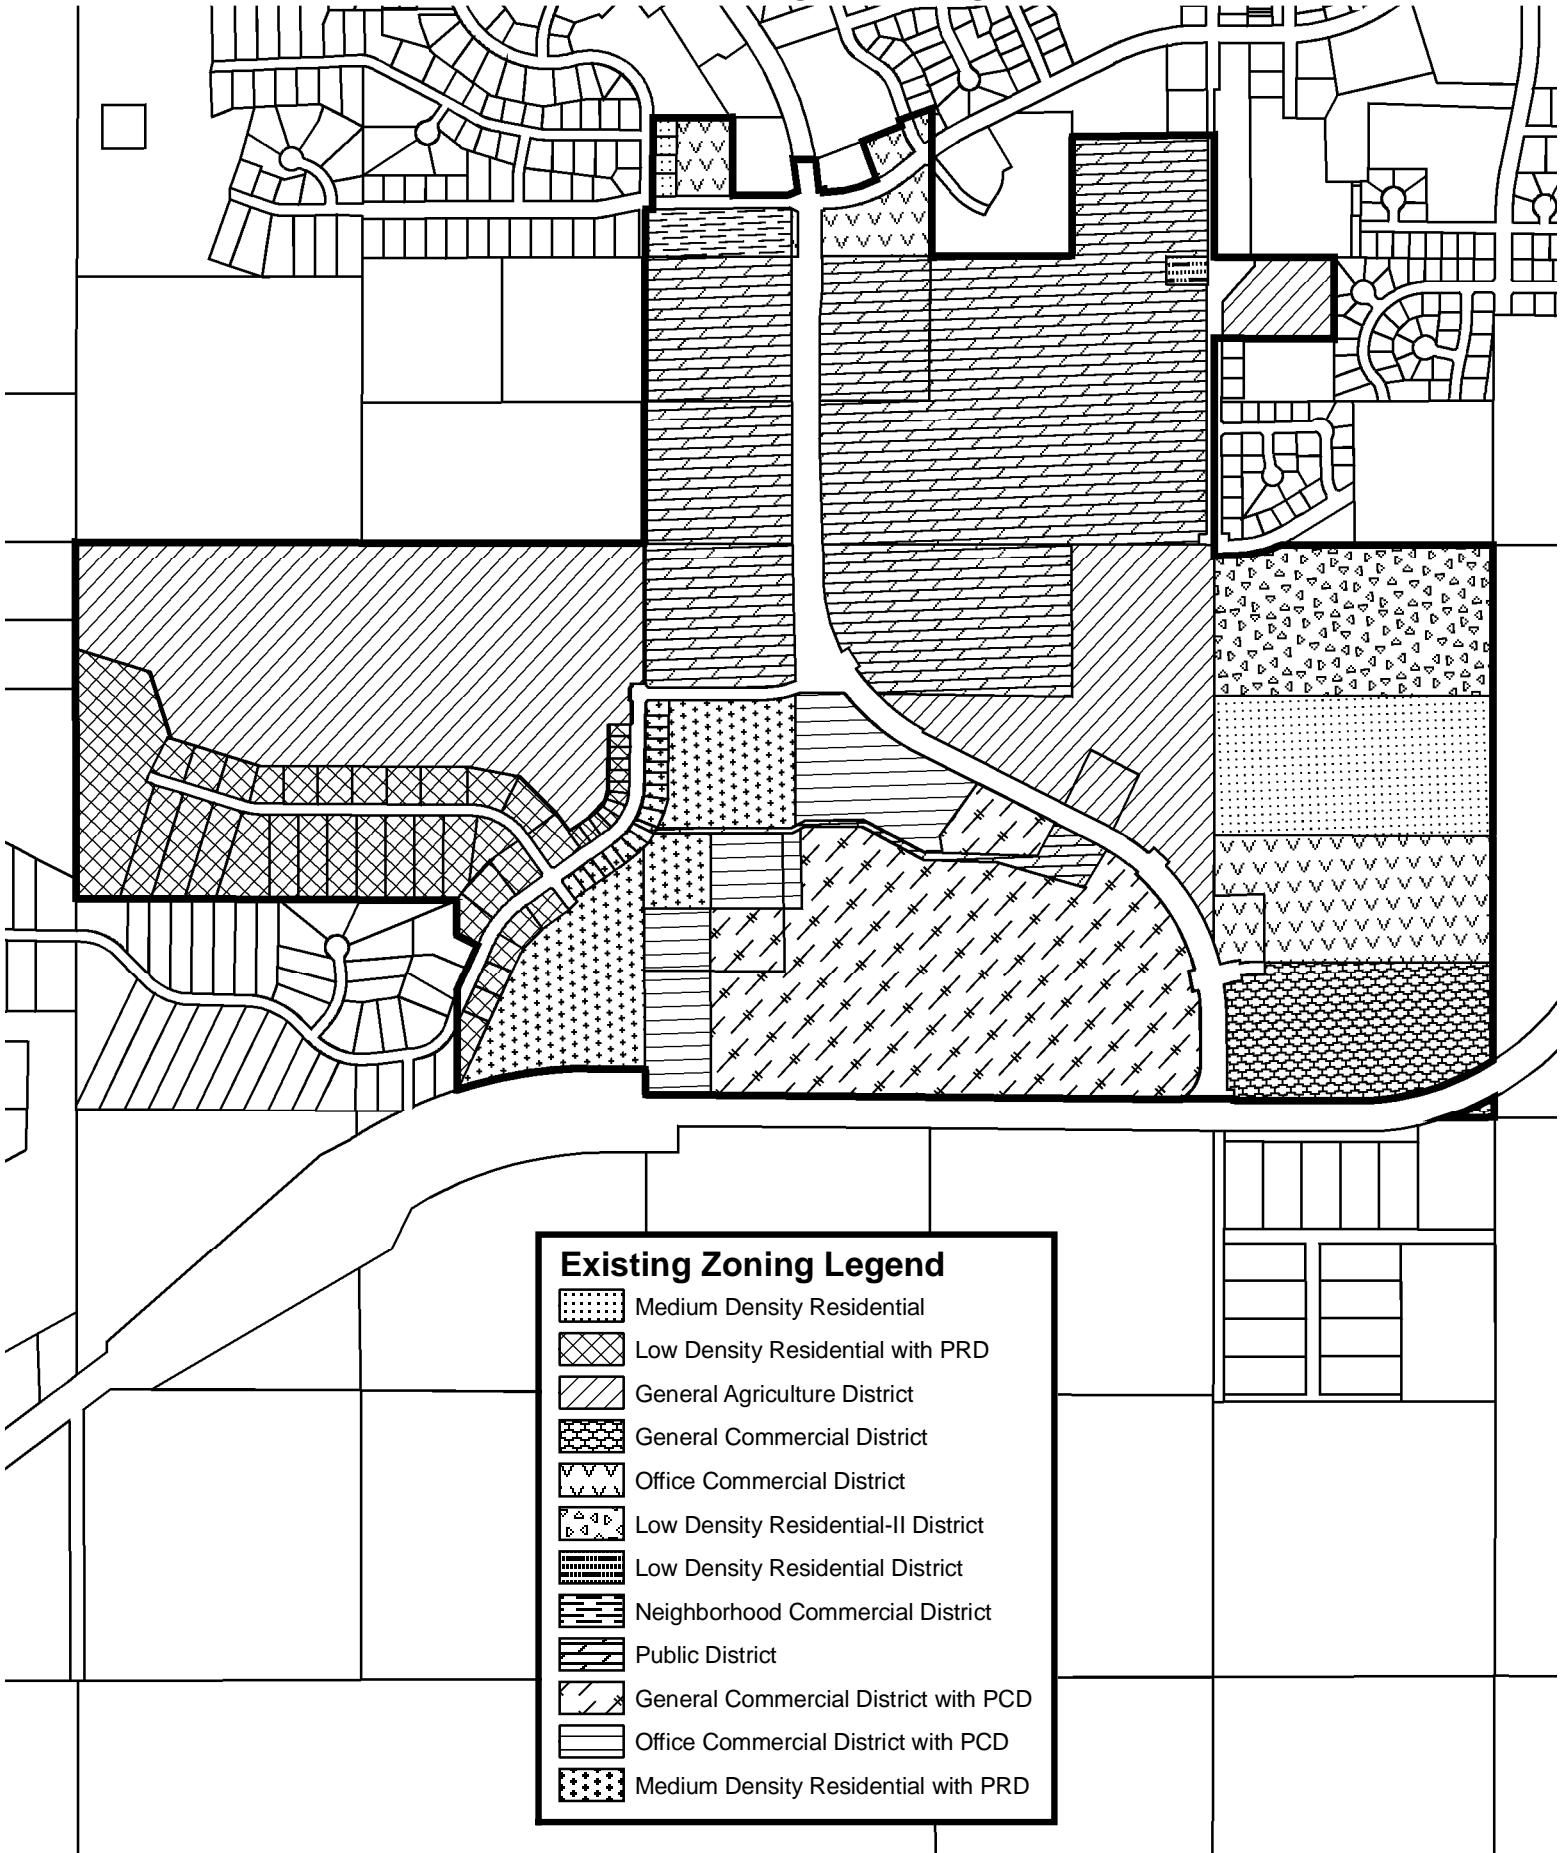 Existing Zoning Legend
Medium Density Residential
Low Density Residential with PRD
General Agriculture District
General Commercial District
Office Commercial District
Low Density Residential-II District
Low Density Residential District
Neighborhood Commercial District
Public District
General Commercial District with PCD
Office Commercial District with PCD
Medium Density Residential with PRD